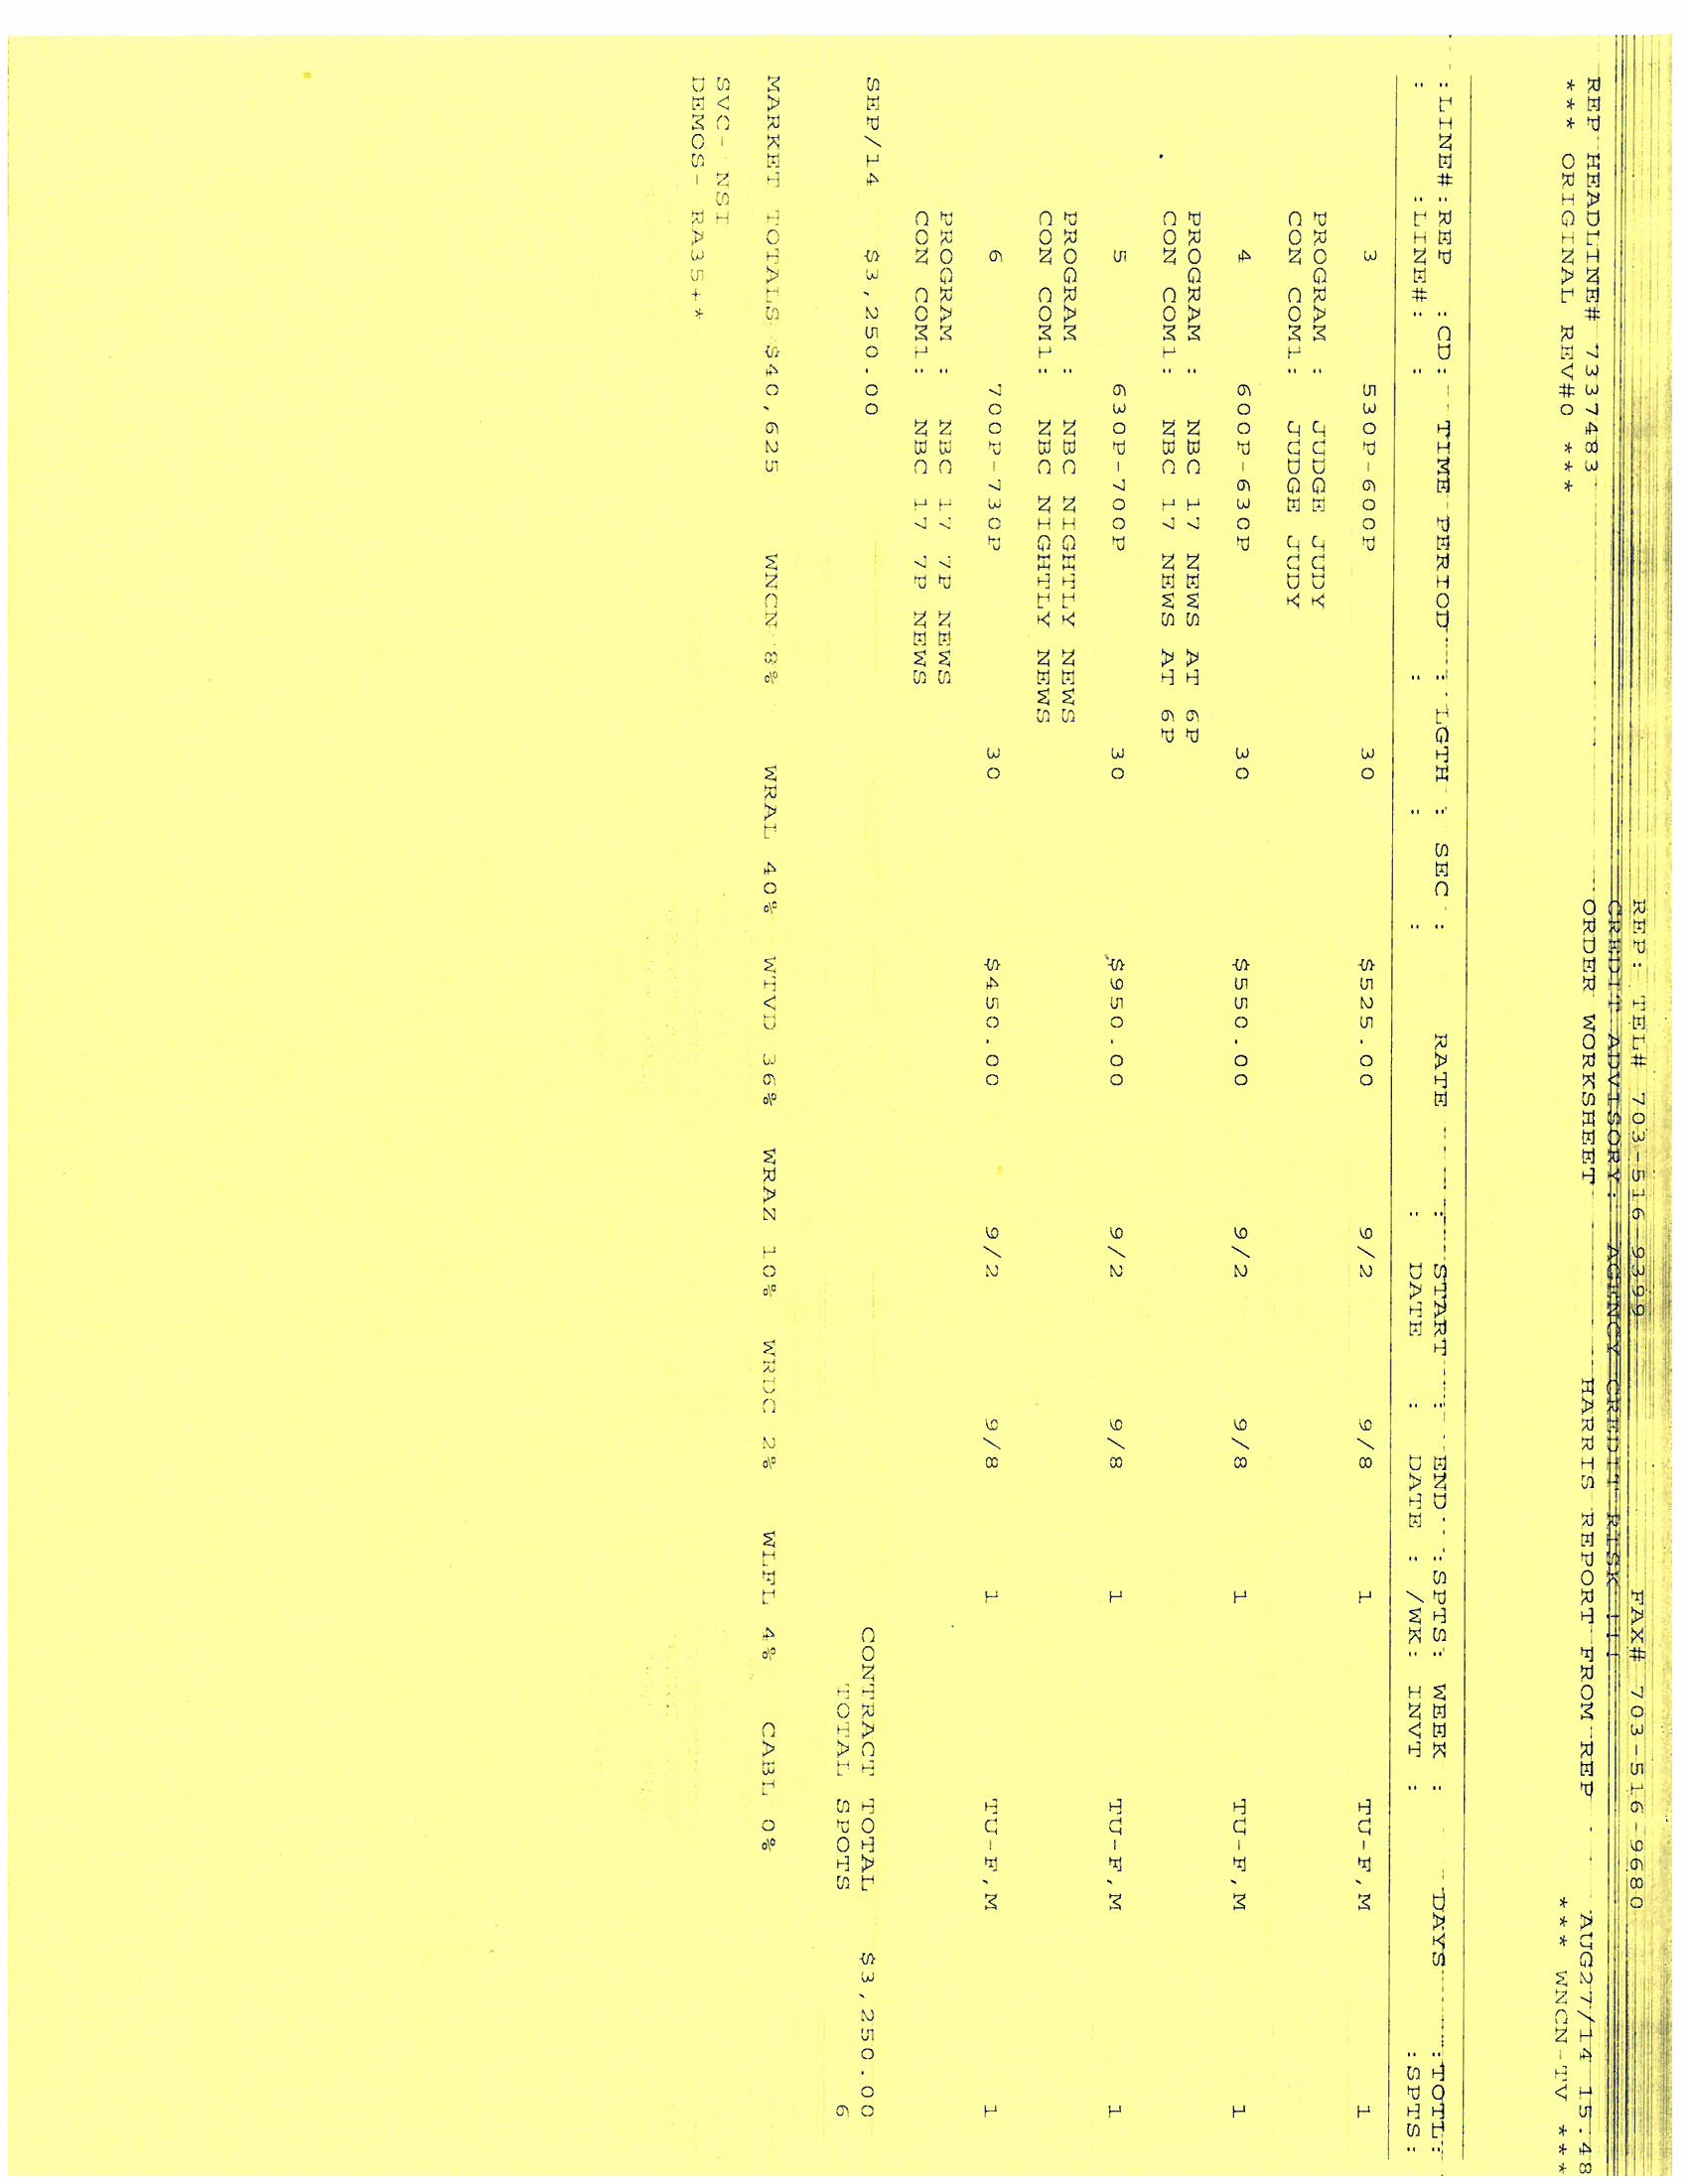 REP: TEL# 703-516-9399 FAX# 703-516-9680
CREDIT ADVISORY: AGENCY CREDIT RISK !!!
REP HEADLINE# 7337483 ORDER WORKSHEET HARRIS REPORT FROM REP AUG27/14 15.48
*** ORIGINAL REV#0 *** *** WNCN-TV ***
:LINE#:REP :CD: TIME PERIOD : LGTH : SEC : RATE : START : END :SPTS: WEEK : DAYS :TOTL:
: :LINE#: : : : : : DATE : DATE : /WK: INVT : :SPTS:
3 530P-600P 30 $525.00 9/2 9/8 1 TU-F,M 1
PROGRAM : JUDGE JUDY
CON COM1: JUDGE JUDY
4 600P-630P 30 $550.00 9/2 9/8 1 TU-F,M 1
PROGRAM : NBC 17 NEWS AT 6P
CON COM1: NBC 17 NEWS AT 6P
5 630P-700P 30 $950.00 9/2 9/8 1 TU-F,M 1
PROGRAM : NBC NIGHTLY NEWS
CON COM1: NBC NIGHTLY NEWS
6 700P-730P 30 $450.00 9/2 9/8 1 TU-F,M 1
PROGRAM : NBC 17 7P NEWS
CON COM1: NBC 17 7P NEWS
SEP/14 $3,250.00 CONTRACT TOTAL $3,250.00
TOTAL SPOTS 6
MARKET TOTALS $40,625 WNCN 8% WRAL 40% WTVD 36% WRAZ 10% WRDC 2% WLFL 4% CABL 0%
SVC- NSI
DEMOS- RA35+*